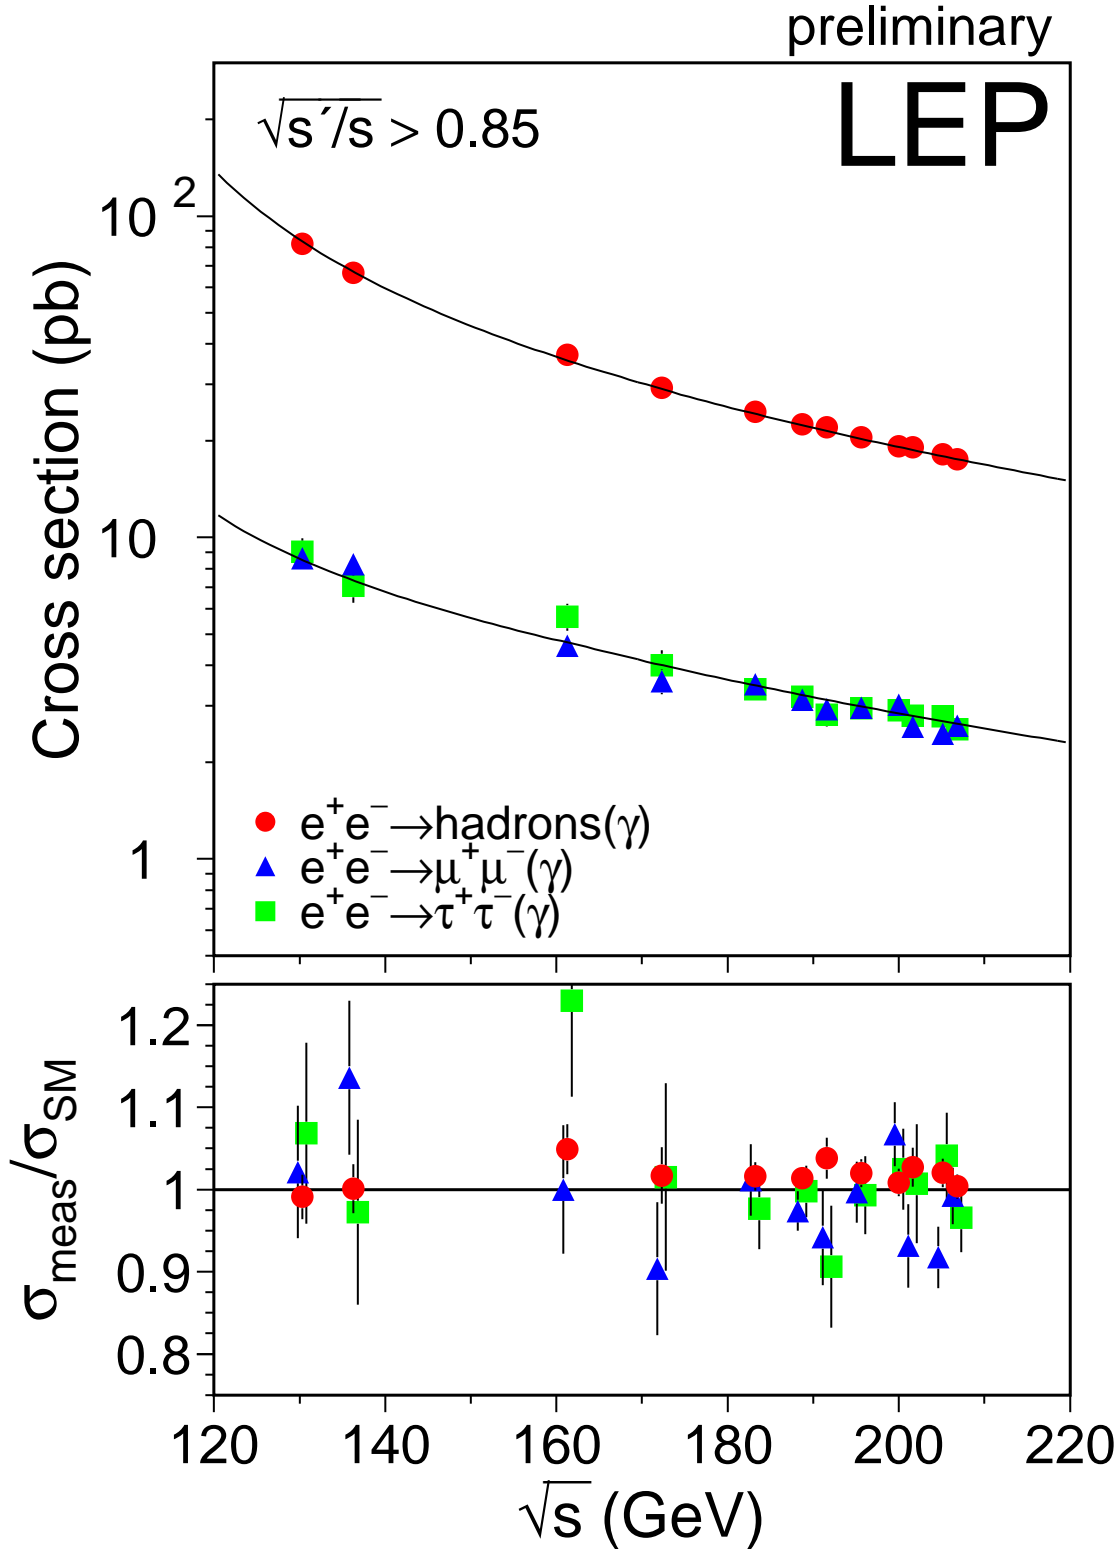 preliminary
LEP
√s´/s > 0.85
Cross section (pb)
10²
10
1
e⁺e⁻→hadrons(γ)
e⁺e⁻→μ⁺μ⁻(γ)
e⁺e⁻→τ⁺τ⁻(γ)
σmeas/σSM
1.2
1.1
1
0.9
0.8
120 140 160 180 200 220
√s (GeV)